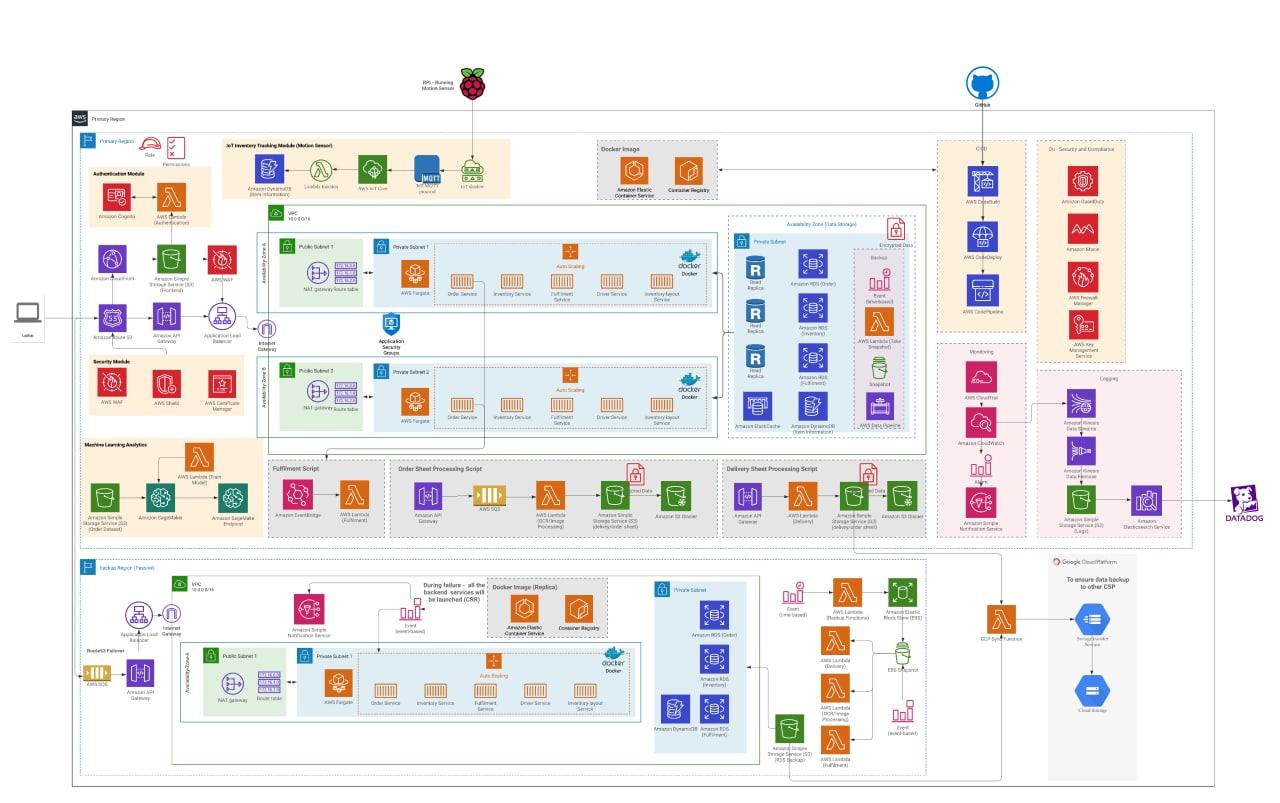 RPI - Running
Motion Sensor
GitHub
aws
Primary Region
Primary Region
Role
Permissions
Authentication Module
Amazon Cognito
AWS Lambda
(Authentication)
IoT Inventory Tracking Module (Motion Sensor)
Amazon DynamoDB
(Item Information)
Lambda Function
AWS IoT Core
MQTT
IoT MQTT
protocol
IoT shadow
Docker Image
Amazon Elastic
Container Service
Container Registry
CI/CD
AWS CodeBuild
AWS CodeDeploy
AWS CodePipeline
DL - Security and Compliance
Amazon GuardDuty
Amazon Macie
AWS Firewall
Manager
AWS Key
Management
Service
VPC
10.0.0.0/16
Availability Zone A
Public Subnet 1
NAT gateway
Route table
Private Subnet 1
AWS Fargate
Auto Scaling
docker
Docker
Order Service
Inventory Service
Fulfilment
Service
Driver Service
Inventory-layout
Service
Application
Security
Groups
Availability Zone B
Public Subnet 2
NAT gateway
Route table
Private Subnet 2
AWS Fargate
Auto Scaling
docker
Docker
Order Service
Inventory Service
Fulfilment
Service
Driver Service
Inventory-layout
Service
Availability Zone (Data Storage)
Encrypted Data
Private Subnet
Read
Replica
Read
Replica
Read
Replica
Amazon RDS (Order)
Amazon RDS
(Inventory)
Amazon RDS
(Fulfilment)
Amazon ElastiCache
Amazon DynamoDB
(Item Information)
Backup
Event
(time-based)
AWS Lambda (Take
Snapshot)
Snapshot
AWS Data Pipeline
Laptop
Amazon CloudFront
Amazon Simple
Storage Service (S3)
(Frontend)
AWS WAF
53
Amazon Route 53
Amazon API
Gateway
Application Load
Balancer
Internet
Gateway
Security Module
AWS WAF
AWS Shield
AWS Certificate
Manager
Machine Learning Analytics
AWS Lambda (Train
Model)
Amazon Simple
Storage Service (S3)
(Order Dataset)
Amazon SageMaker
Amazon SageMake
Endpoint
Fulfilment Script
Amazon EventBridge
AWS Lambda
(Fulfilment)
Order Sheet Processing Script
Amazon API
Gateway
AWS SQS
AWS Lambda
(OCR/Image
Processing)
Amazon Simple
Storage Service (S3)
(delivery/order sheet)
Amazon S3 Glacier
Delivery Sheet Processing Script
Amazon API
Gateway
AWS Lambda
(Delivery)
Amazon Simple
Storage Service (S3)
(delivery/order sheet)
Amazon S3 Glacier
Monitoring
AWS CloudTrail
Amazon CloudWatch
Alarm
Amazon Simple
Notification Service
Logging
Amazon Kinesis
Data Streams
Amazon Kinesis
Data Firehose
Amazon Simple
Storage Service (S3)
(Logs)
Amazon
Elasticsearch Service
DATADOG
backup Region (Passive)
VPC
10.0.0.0/16
Application Load
Balancer
Internet
Gateway
Route53 Failover
AWS SQS
Amazon API
Gateway
Amazon Simple
Notification Service
During failure - all the
backend services will
be launched (CRR)
Event
(event-based)
Docker Image (Replica)
Amazon Elastic
Container Service
Container Registry
Availability Zone A
Public Subnet 1
NAT gateway
Route table
Private Subnet 1
AWS Fargate
Auto Scaling
docker
Docker
Order Service
Inventory Service
Fulfilment
Service
Driver Service
Inventory-layout
Service
Private Subnet
Amazon RDS (Order)
Amazon RDS
(Inventory)
Amazon DynamoDB
Amazon RDS
(Fulfilment)
Event
(time-based)
AWS Lambda
(Backup Functions)
Amazon Elastic
Block Store (EBS)
AWS Lambda
(Delivery)
EBS Snapshot
AWS Lambda
(OCR/Image
Processing)
Event
(event-based)
AWS Lambda
(Fulfilment)
Amazon Simple
Storage Service (S3)
(RDS Backup)
GCP Sync Function
Google Cloud Platform
To ensure data backup
to other CSP
Service
Cloud Storage